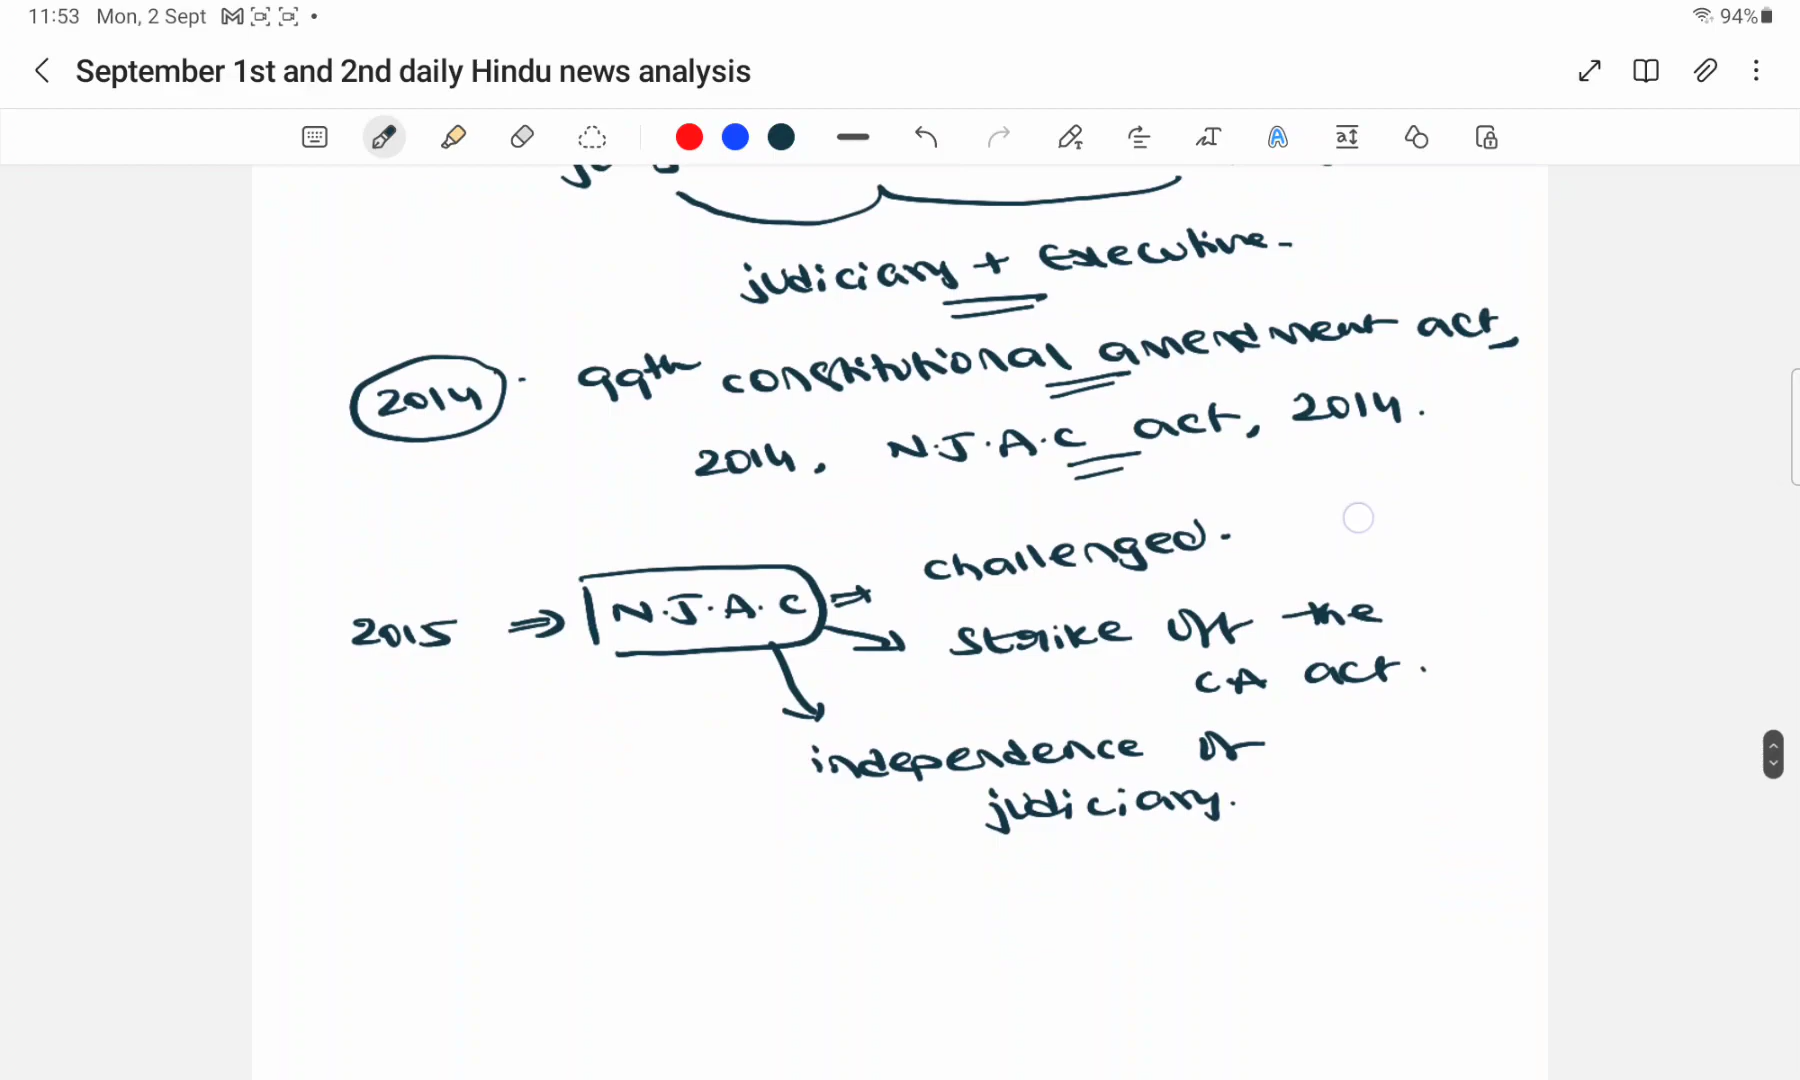 11:53 Mon, 2 Sept 94%
September 1st and 2nd daily Hindu news analysis
judiciary + Executive -
2014 . 99th constitutional amendment act,
2014, N.J.A.C act, 2014.
challenged.
2015 ⇒ N.J.A.C ⇒
strike off the
CA act.
independence of
judiciary.